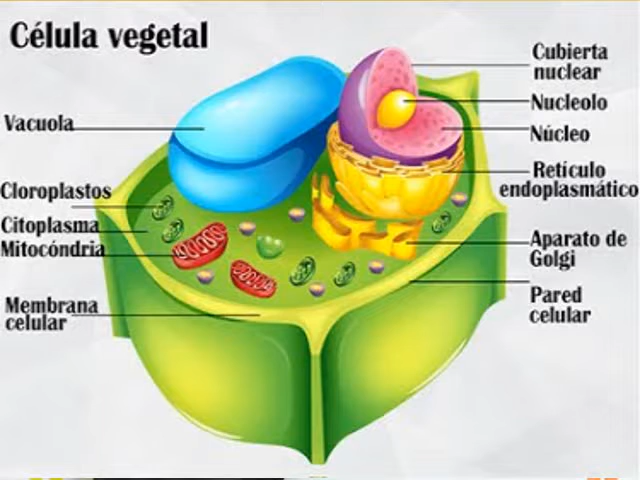 Célula vegetal
Vacuola
Cloroplastos
Citoplasma
Mitocóndria
Membrana
celular
Cubierta
nuclear
Nucleolo
Núcleo
Retículo
endoplasmático
Aparato de
Golgi
Pared
celular